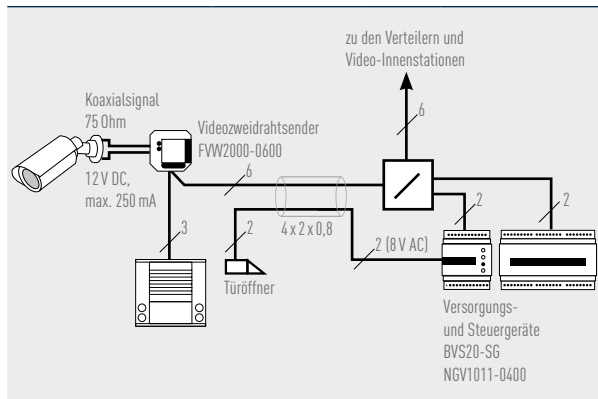 zu den Verteilern und
Video-Innenstationen
6
Koaxialsignal
75 Ohm
Videozweidrahtsender
FVW2000-0600
12 V DC,
max. 250 mA
6
3
2
4 x 2 x 0,8
2 (8 V AC)
2
2
Türöffner
Versorgungs-
und Steuergeräte
BVS20-SG
NGV1011-0400